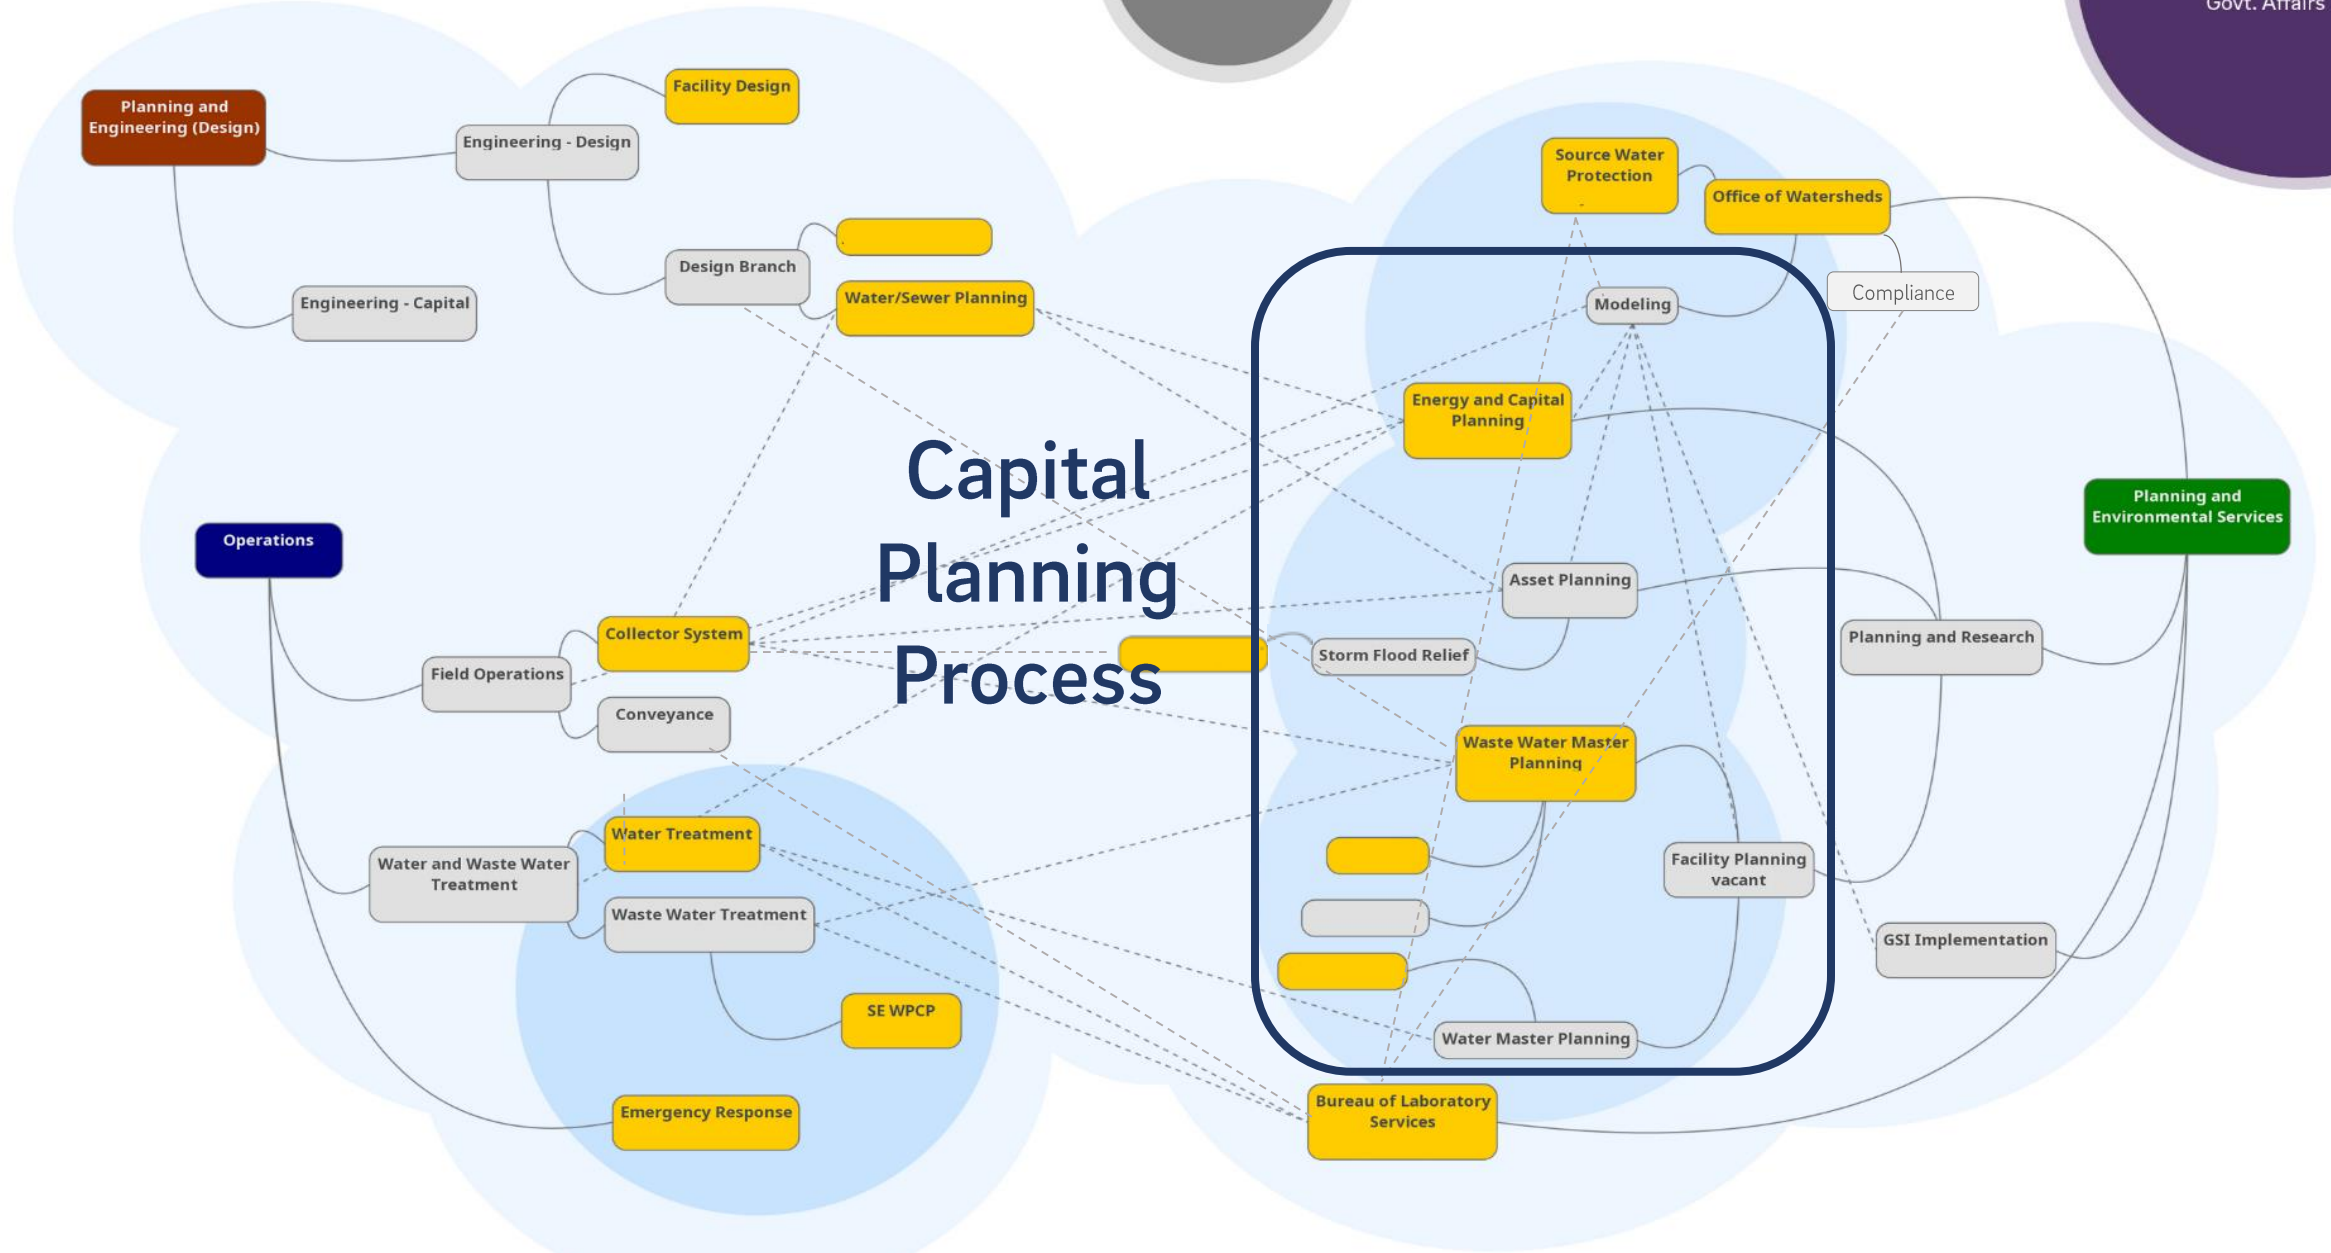 Govt. Affairs
Planning and
Engineering (Design)
Engineering - Design
Facility Design
Engineering - Capital
Design Branch
Water/Sewer Planning
Source Water
Protection
Office of Watersheds
Compliance
Modeling
Energy and Capital
Planning
Capital
Planning
Process
Planning and
Environmental Services
Operations
Asset Planning
Collector System
Field Operations
Storm Flood Relief
Planning and Research
Conveyance
Waste Water Master
Planning
Water Treatment
Water and Waste Water
Treatment
Waste Water Treatment
Facility Planning
vacant
GSI Implementation
SE WPCP
Water Master Planning
Emergency Response
Bureau of Laboratory
Services